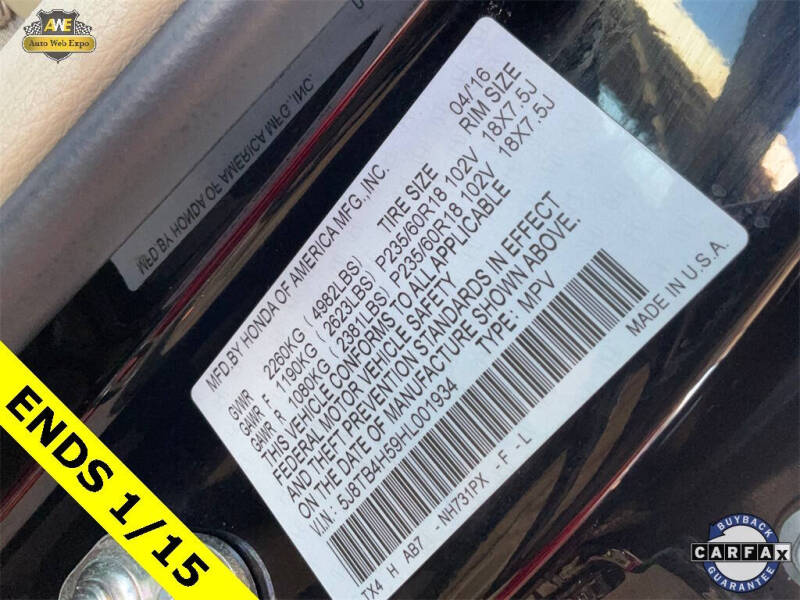 AWE
Auto Web Expo
MFD.BY HONDA OF AMERICA MFG.,INC. 04/'16
GVWR 2260KG ( 4982LBS) TIRE SIZE RIM SIZE
GAWR F 1190KG ( 2623LBS) P235/60R18 102V 18X7.5J
GAWR R 1080KG ( 2381LBS) P235/60R18 102V 18X7.5J
THIS VEHICLE CONFORMS TO ALL APPLICABLE
FEDERAL MOTOR VEHICLE SAFETY
AND THEFT PREVENTION STANDARDS IN EFFECT
ON THE DATE OF MANUFACTURE SHOWN ABOVE.
V.I.N.: 5J8TB4H59HL001934 TYPE: MPV
TX4 H AB7 -NH731PX -F -L MADE IN U.S.A.
MFD.BY HONDA OF AMERICA MFG.,INC.
ENDS 1/15
BUYBACK
CARFAX
GUARANTEE